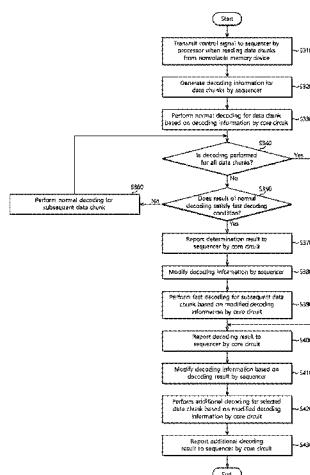 Start
Transmit control signal to sequencer by
processor when reading data chunks
from nonvolatile memory device
S310
Generate decoding information for
data chunks by sequencer
S320
Perform normal decoding for data chunk
based on decoding information by core circuit
S330
S340
Is decoding performed
for all data chunks?
Yes
No
S360
Perform normal decoding for
subsequent data chunk
S350
Does result of normal
decoding satisfy fast decoding
condition?
No
Yes
Report determination result to
sequencer by core circuit
S370
Modify decoding information by sequencer
S380
Perform fast decoding for subsequent data
chunk based on modified decoding
information by core circuit
S390
Report decoding result to
sequencer by core circuit
S400
Modify decoding information based on
decoding result by sequencer
S410
Perform additional decoding for selected
data chunk based on modified decoding
information by core circuit
S420
Report additional decoding
result to sequencer by core circuit
S430
End